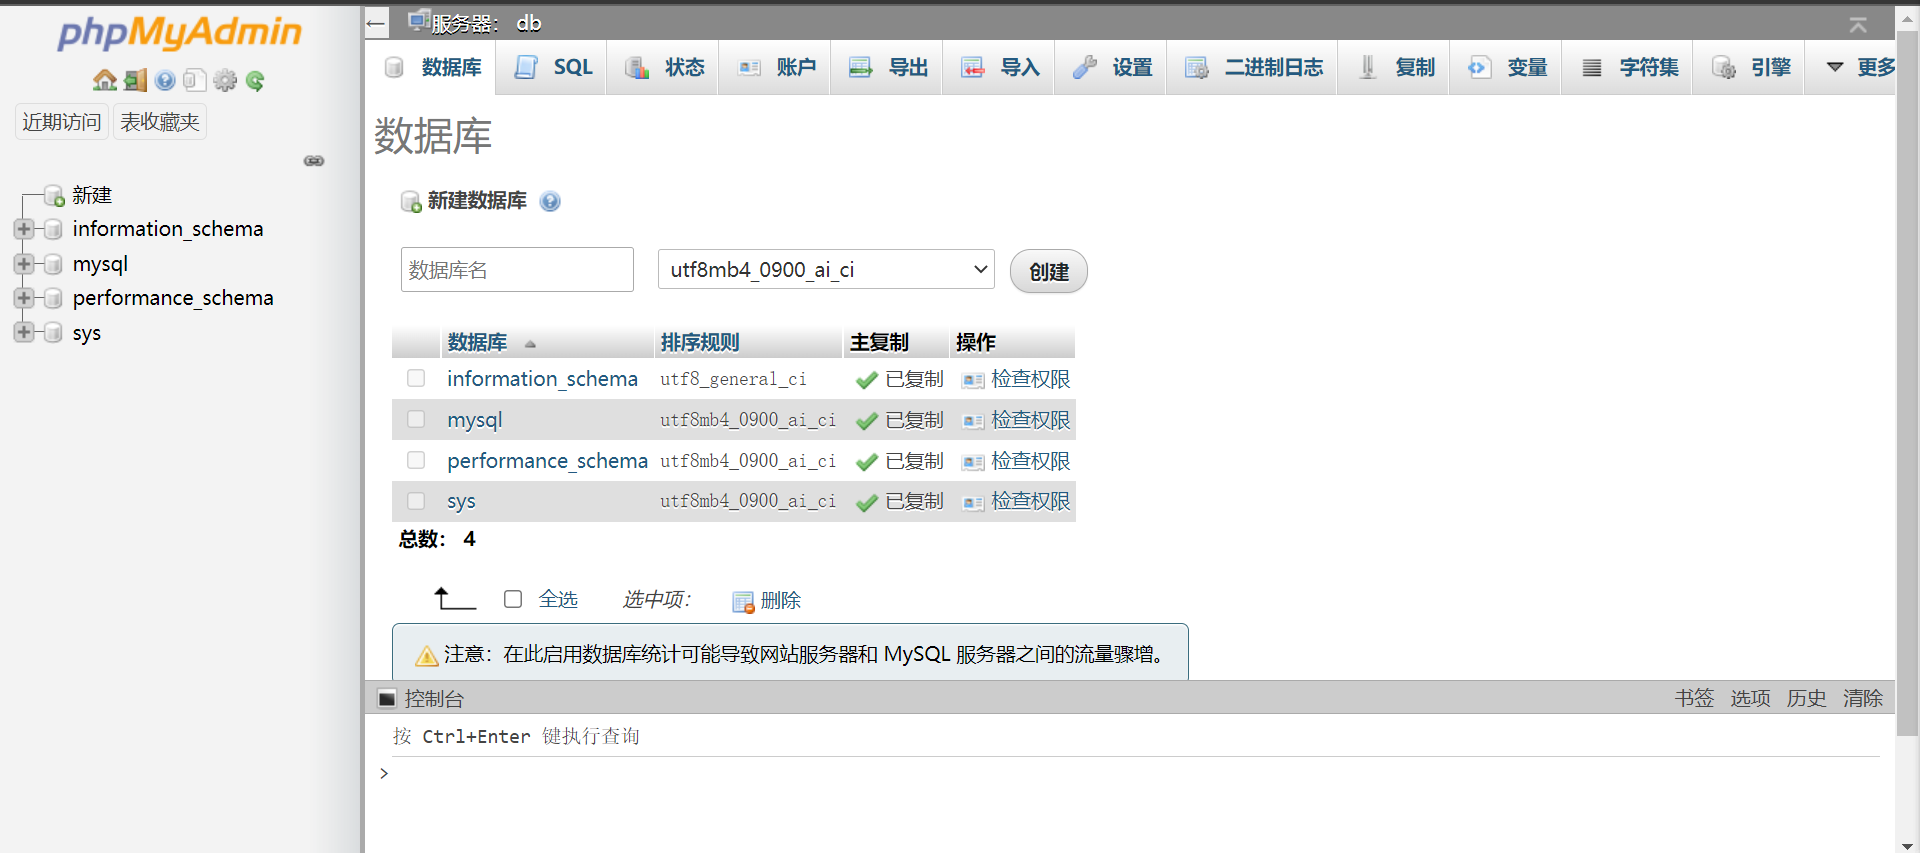 phpMyAdmin
近期访问 表收藏夹
新建
information_schema
mysql
performance_schema
sys
服务器： db
数据库 SQL 状态 账户 导出 导入 设置 二进制日志 复制 变量 字符集 引擎 更多
数据库
新建数据库
数据库名 utf8mb4_0900_ai_ci 创建
数据库 排序规则 主复制 操作
information_schema utf8_general_ci 已复制 检查权限
mysql utf8mb4_0900_ai_ci 已复制 检查权限
performance_schema utf8mb4_0900_ai_ci 已复制 检查权限
sys utf8mb4_0900_ai_ci 已复制 检查权限
总数： 4
全选 选中项： 删除
注意：在此启用数据库统计可能导致网站服务器和 MySQL 服务器之间的流量骤增。
控制台 书签 选项 历史 清除
按 Ctrl+Enter 键执行查询
>